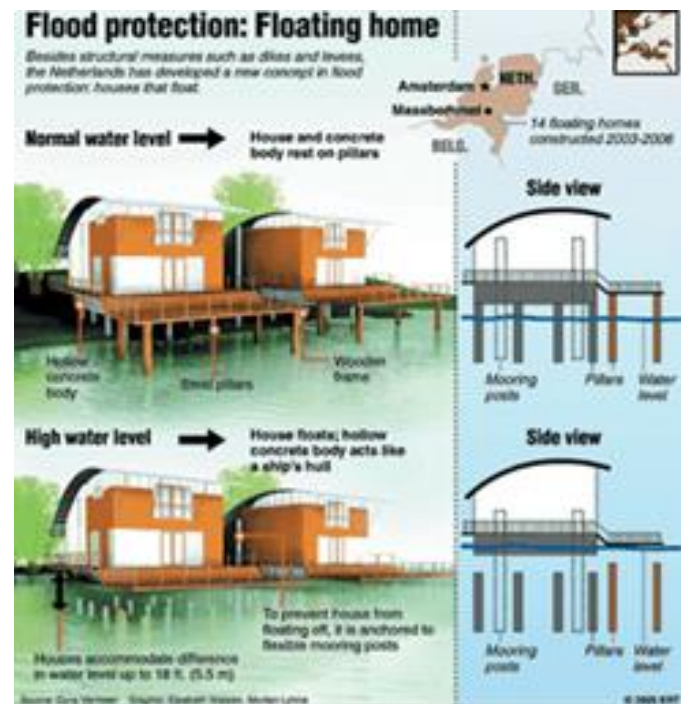 Flood protection: Floating home
Besides structural measures such as dikes and levees,
the Netherlands has developed a new concept in flood
protection: houses that float.
Amsterdam
NETH.
GER.
BELG.
14 floating homes
constructed 2003-2006
Normal water level
House and concrete
body rest on pillars
Side view
Hollow
concrete
body
Steel pillars
Wooden
frame
Mooring
posts
Pillars
Water
level
High water level
House floats; hollow
concrete body acts like
a ship's hull
Side view
To prevent house from
floating off, it is anchored to
flexible mooring posts
Houses accommodate difference
in water level up to 18 ft. (5.5 m)
Mooring
posts
Pillars
Water
level